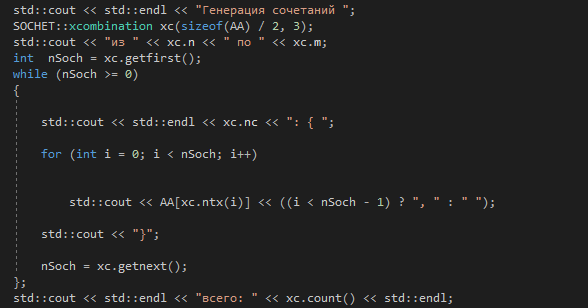 std::cout << std::endl << "Генерация сочетаний ";
SOCHET::xcombination xc(sizeof(AA) / 2, 3);
std::cout << "из " << xc.n << " по " << xc.m;
int  nSoch = xc.getfirst();
while (nSoch >= 0)
{
std::cout << std::endl << xc.nc << ": { ";
for (int i = 0; i < nSoch; i++)
std::cout << AA[xc.ntx(i)] << ((i < nSoch - 1) ? ", " : " ");
std::cout << "}";
nSoch = xc.getnext();
};
std::cout << std::endl << "всего: " << xc.count() << std::endl;